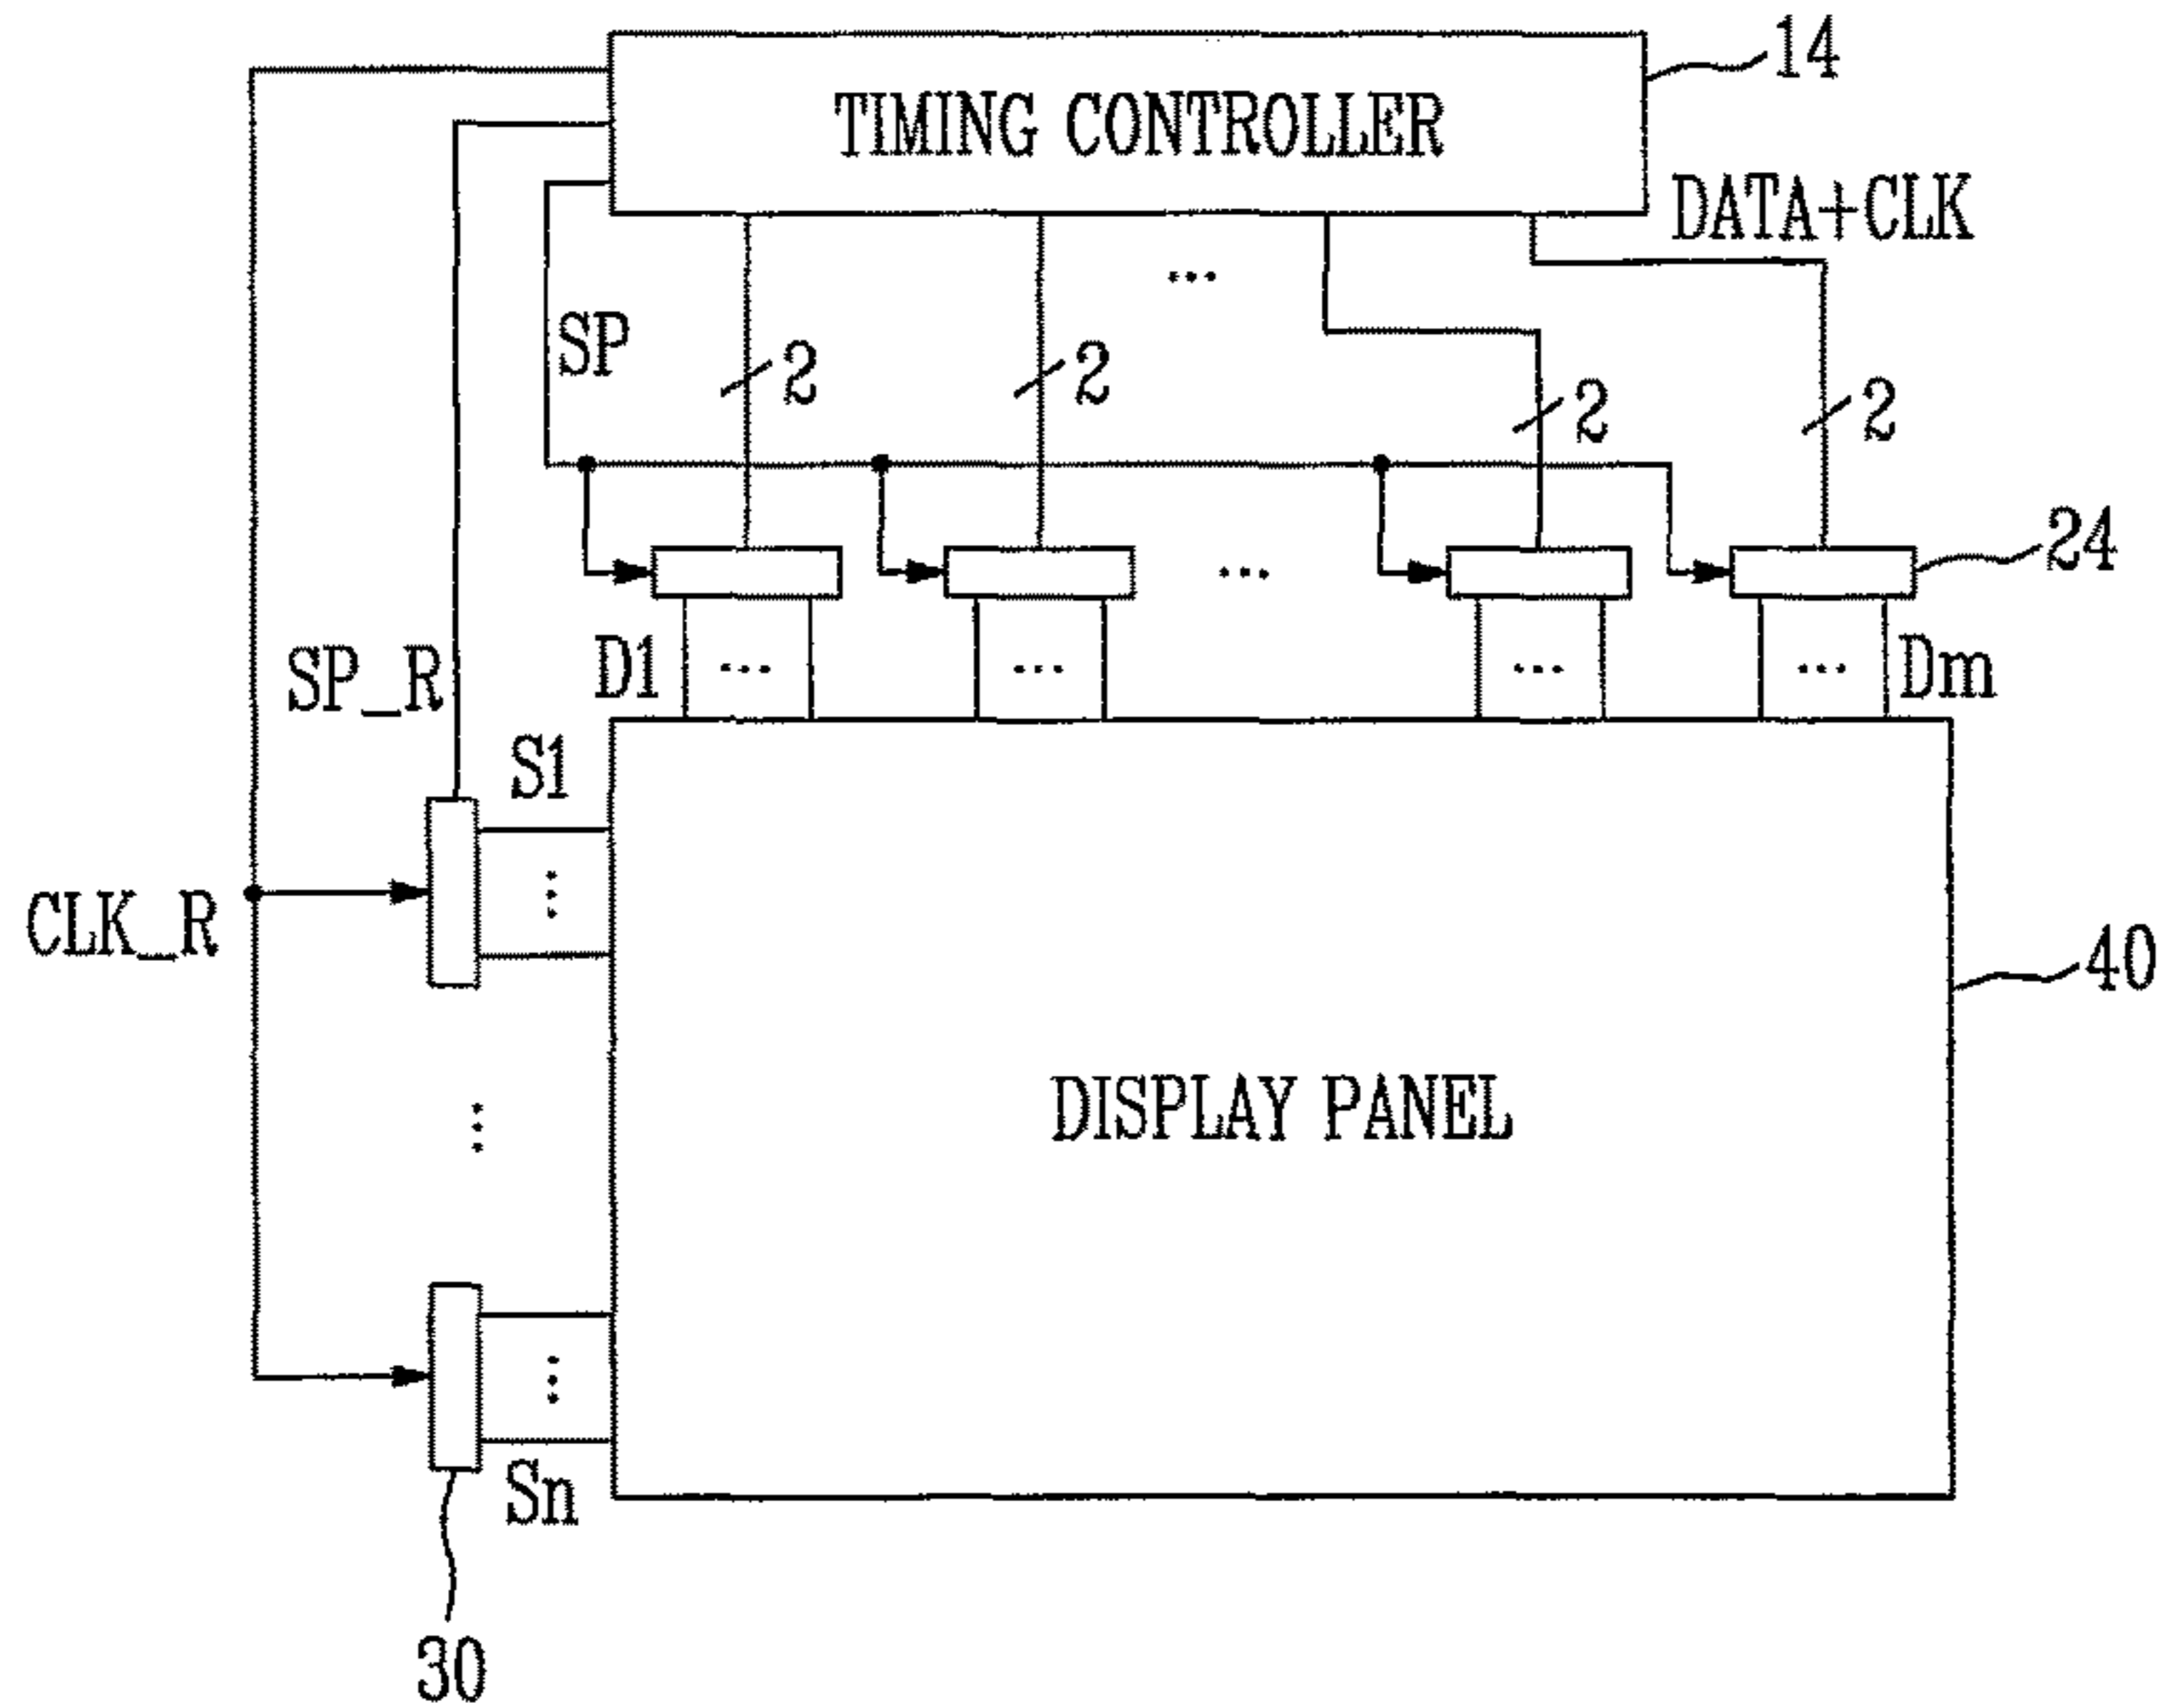 14
TIMING CONTROLLER
DATA+CLK
SP
2
2
2
2
24
SP_R
D1
Dm
S1
CLK_R
40
DISPLAY PANEL
Sn
30